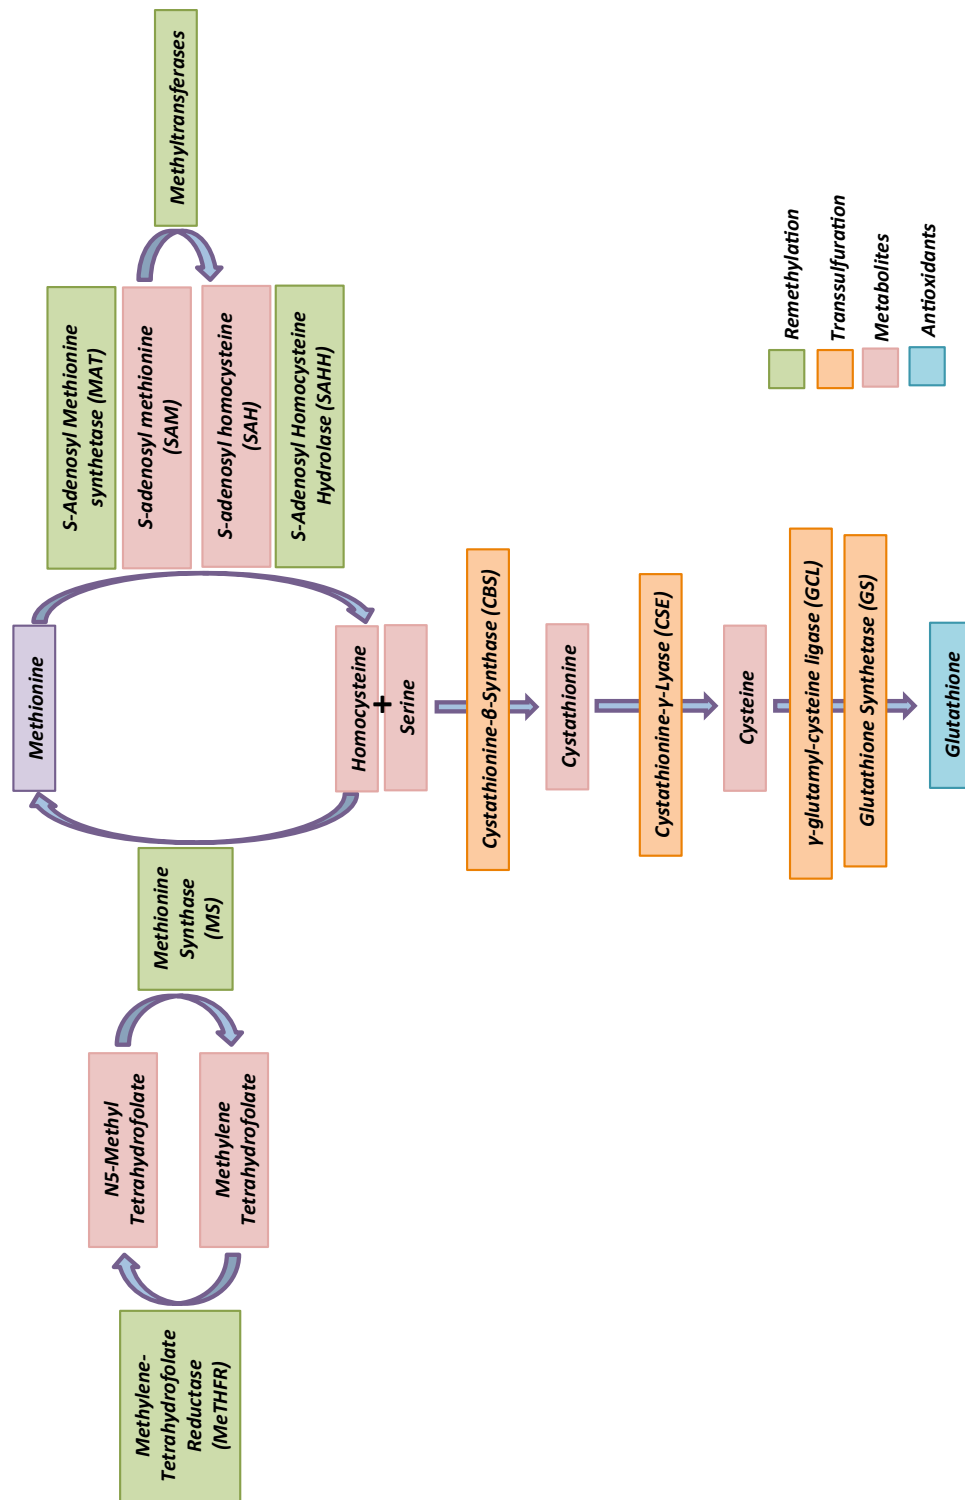 Methionine
S-Adenosyl Methionine
synthetase (MAT)
S-adenosyl methionine
(SAM)
S-adenosyl homocysteine
(SAH)
S-Adenosyl Homocysteine
Hydrolase (SAHH)
Methyltransferases
Methylene-
Tetrahydrofolate
Reductase
(MeTHFR)
N5-Methyl
Tetrahydrofolate
Methylene
Tetrahydrofolate
Methionine
Synthase
(MS)
Homocysteine
+
Serine
Cystathionine-β-Synthase (CBS)
Cystathionine
Cystathionine-γ-Lyase (CSE)
Cysteine
γ-glutamyl-cysteine ligase (GCL)
Glutathione Synthetase (GS)
Glutathione
Remethylation
Transsulfuration
Metabolites
Antioxidants